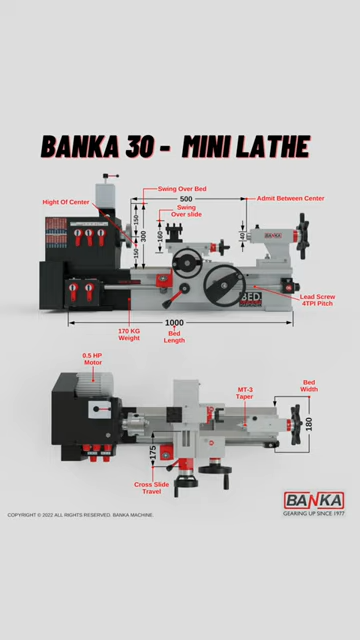 BANKA 30 - MINI LATHE
Swing Over Bed
500
Hight Of Center
Swing
Over slide
Admit Between Center
150
300
150
160
40
BANKA
BED.
Lead Screw
4TPI Pitch
170 KG
Weight
1000
Bed
Length
0.5 HP
Motor
MT-3
Taper
Bed
Width
180
175
Cross Slide
Travel
BANKA
GEARING UP SINCE 1977
COPYRIGHT © 2022 ALL RIGHTS RESERVED. BANKA MACHINE